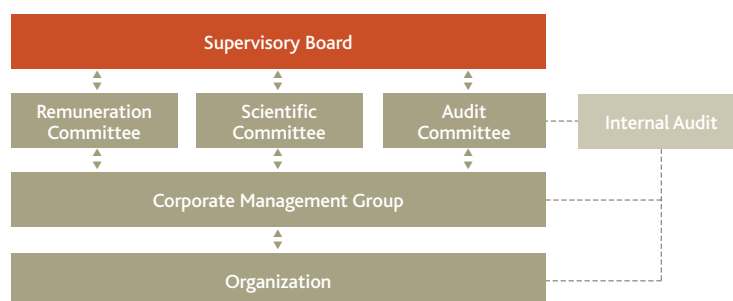 Supervisory Board
Remuneration
Committee
Scientific
Committee
Audit
Committee
Internal Audit
Corporate Management Group
Organization